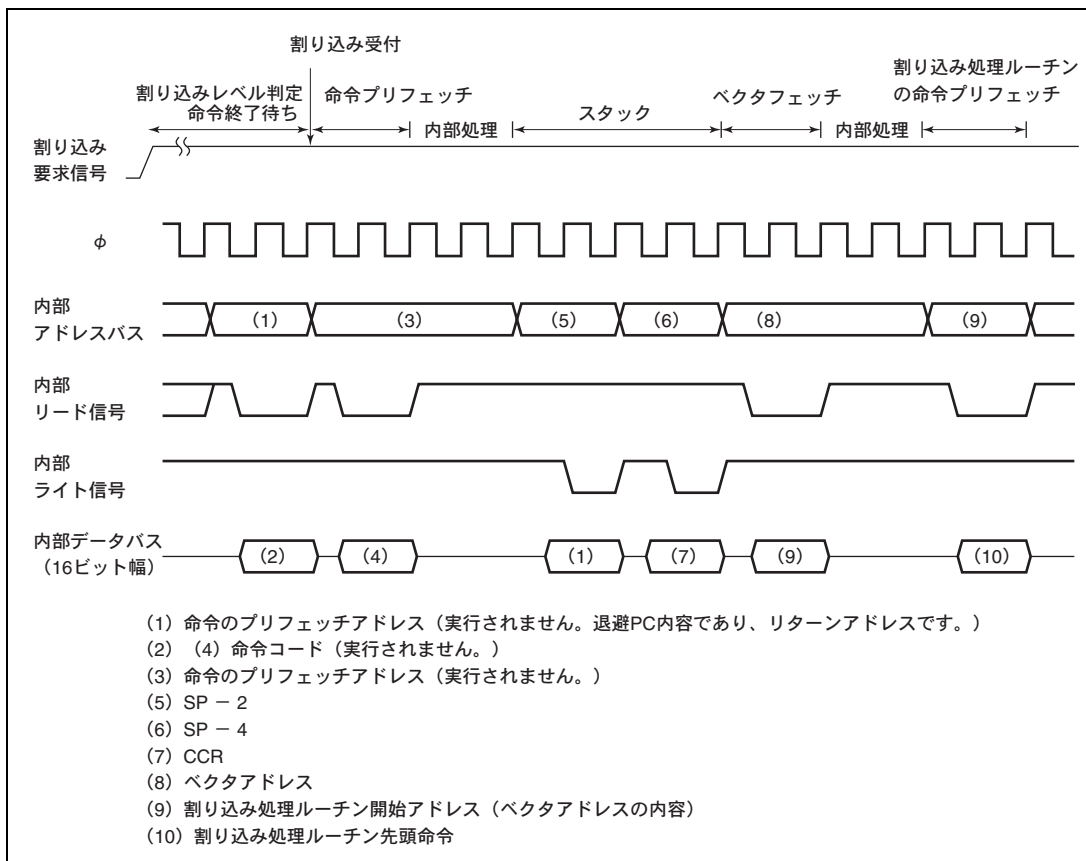 割り込み受付
割り込みレベル判定
命令終了待ち
命令プリフェッチ
内部処理
スタック
ベクタフェッチ
内部処理
割り込み処理ルーチン
の命令プリフェッチ
割り込み
要求信号
φ
内部
アドレスバス
(1)
(3)
(5)
(6)
(8)
(9)
内部
リード信号
内部
ライト信号
内部データバス
(16ビット幅)
(2)
(4)
(1)
(7)
(9)
(10)
(1) 命令のプリフェッチアドレス(実行されません。退避PC内容であり、リターンアドレスです。)
(2) (4) 命令コード(実行されません。)
(3) 命令のプリフェッチアドレス(実行されません。)
(5) SP － 2
(6) SP － 4
(7) CCR
(8) ベクタアドレス
(9) 割り込み処理ルーチン開始アドレス(ベクタアドレスの内容)
(10) 割り込み処理ルーチン先頭命令